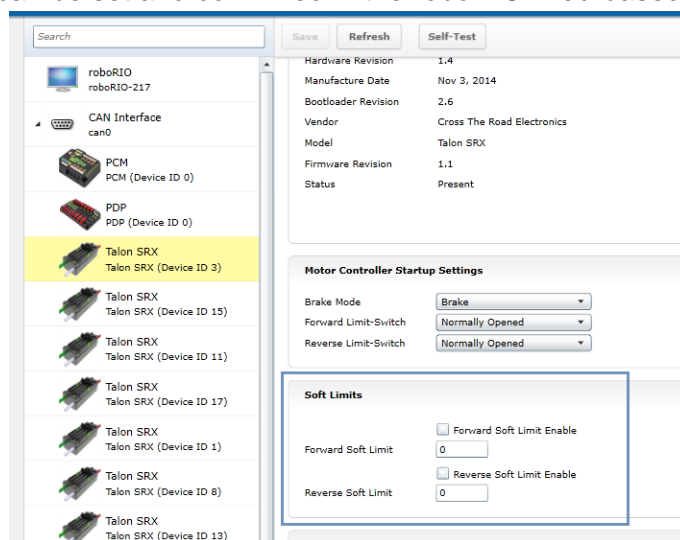 Search
Save Refresh Self-Test
Hardware Revision 1.4
Manufacture Date Nov 3, 2014
Bootloader Revision 2.6
Vendor Cross The Road Electronics
Model Talon SRX
Firmware Revision 1.1
Status Present
roboRIO
roboRIO-217
CAN Interface
can0
PCM
PCM (Device ID 0)
PDP
PDP (Device ID 0)
Talon SRX
Talon SRX (Device ID 3)
Talon SRX
Talon SRX (Device ID 15)
Talon SRX
Talon SRX (Device ID 11)
Talon SRX
Talon SRX (Device ID 17)
Talon SRX
Talon SRX (Device ID 1)
Talon SRX
Talon SRX (Device ID 8)
Talon SRX
Talon SRX (Device ID 13)
Motor Controller Startup Settings
Brake Mode Brake
Forward Limit-Switch Normally Opened
Reverse Limit-Switch Normally Opened
Soft Limits
Forward Soft Limit Enable
Forward Soft Limit 0
Reverse Soft Limit Enable
Reverse Soft Limit 0